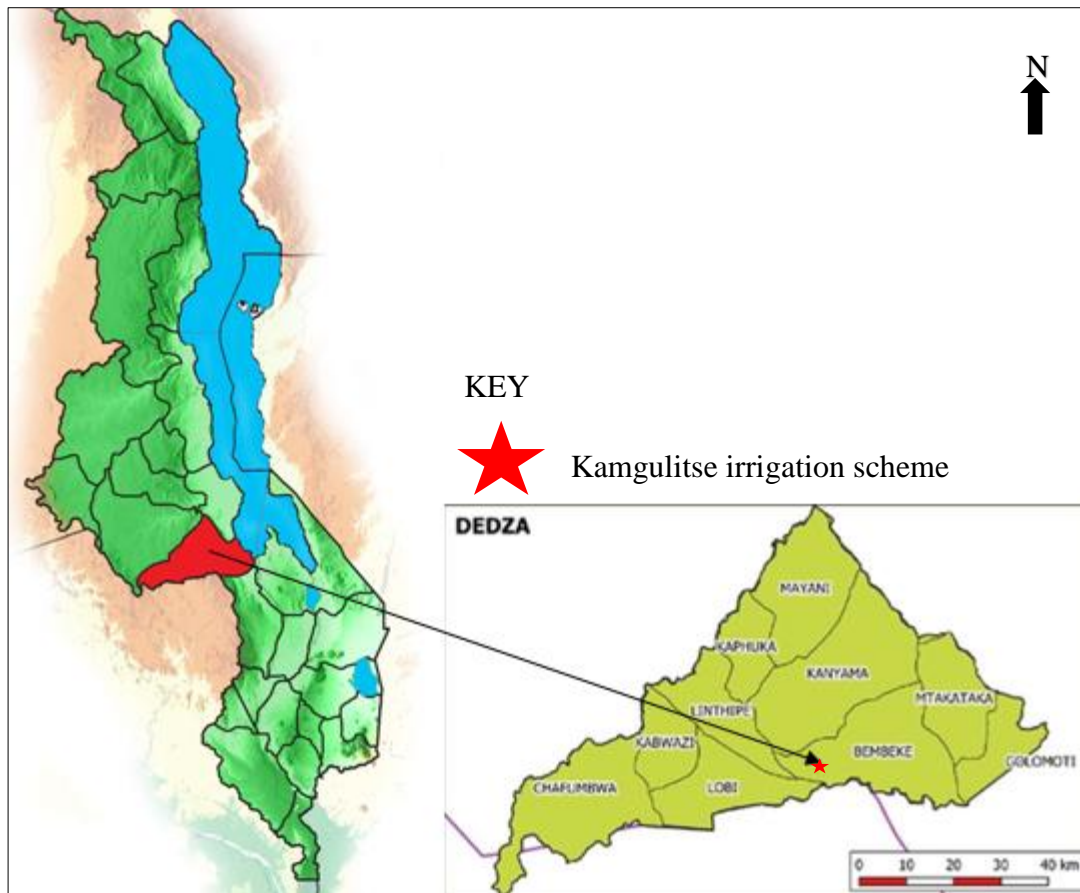 N
KEY
Kamgulitse irrigation scheme
DEDZA
MAYANI
KAPHUKA
KANYAMA
MTAKATAKA
LINTHIPE
KABWAZI
BEMBEKE
GOLOMOTI
CHAFUMBWA
LOBI
0 10 20 30 40 km